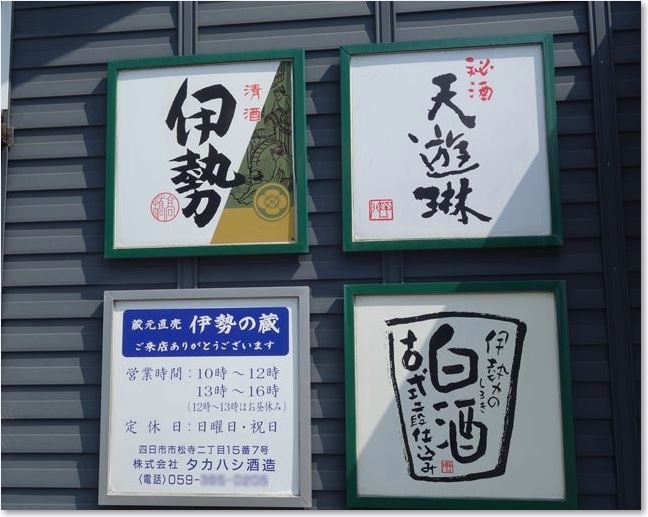 清酒
伊勢
秘酒
天遊琳
蔵元直売 伊勢の蔵
ご来店ありがとうございます
営業時間：10時～12時
13時～16時
(12時～13時はお昼休み)
定休日：日曜日・祝日
四日市市松寺二丁目15番7号
株式会社 タカハシ酒造
〈電話〉059-
伊勢の
白酒
しろき
古式二段仕込み